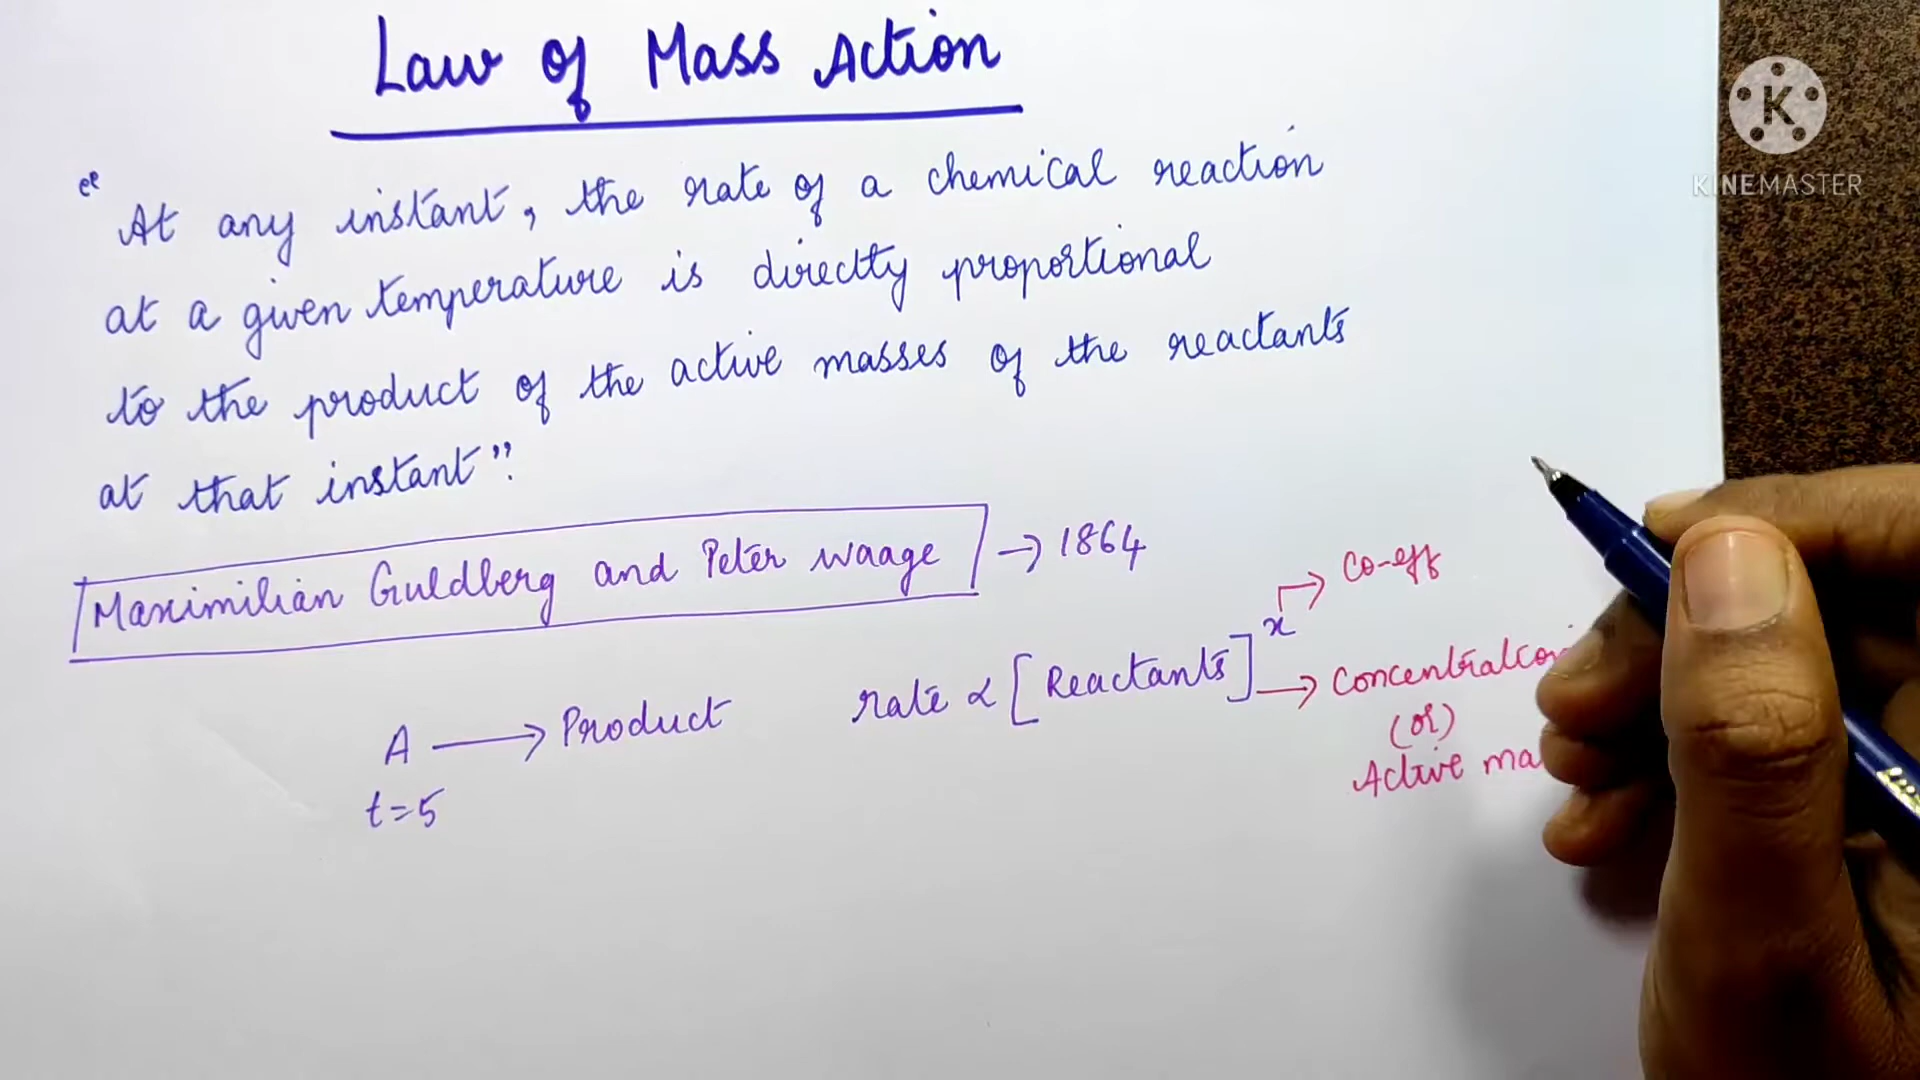 Law of Mass Action
“At any instant, the rate of a chemical reaction
at a given temperature is directly proportional
to the product of the active masses of the reactants
at that instant”
Maximilian Guldberg and Peter Waage → 1864
A ⟶ Product
t=5
rate ∝ [Reactants]^x
→ Co-eff
→ Concentration
(or)
Active
K
KINEMASTER